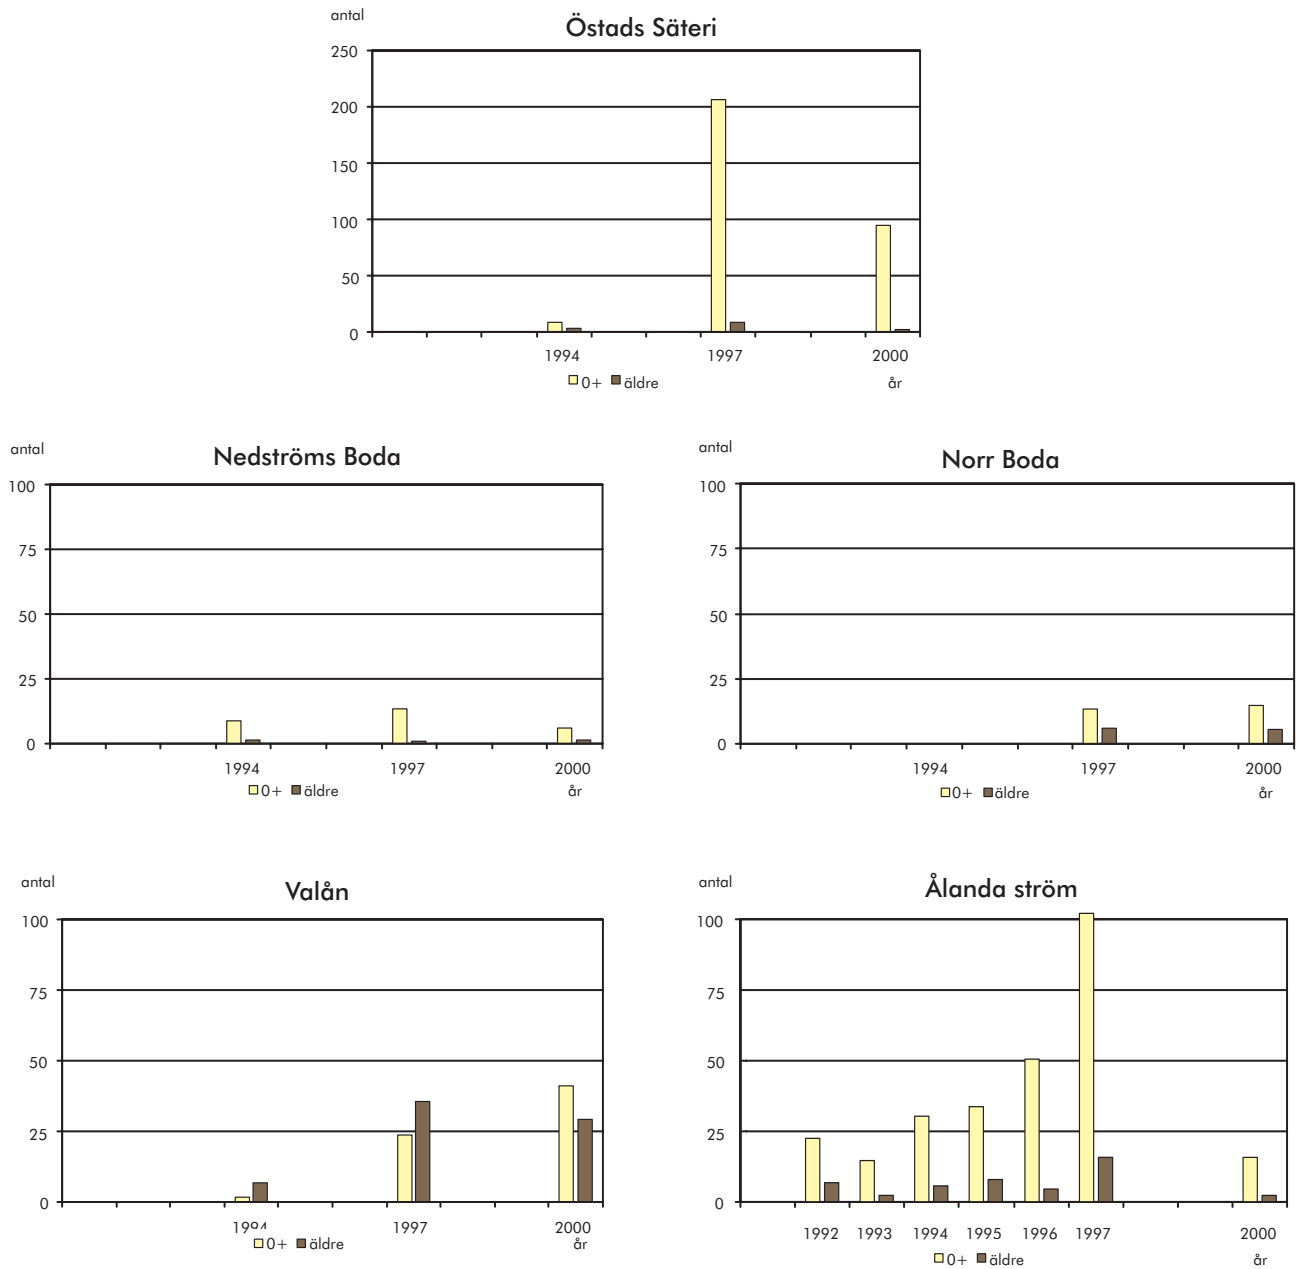 antal
Östads Säteri
250
200
150
100
50
0
1994 1997 2000
0+ äldre år
antal
Nedströms Boda
100
75
50
25
0
1994 1997 2000
0+ äldre år
antal
Norr Boda
100
75
50
25
0
1994 1997 2000
0+ äldre år
antal
Valån
100
75
50
25
0
1994 1997 2000
0+ äldre år
antal
Ålanda ström
100
75
50
25
0
1992 1993 1994 1995 1996 1997 2000
0+ äldre år